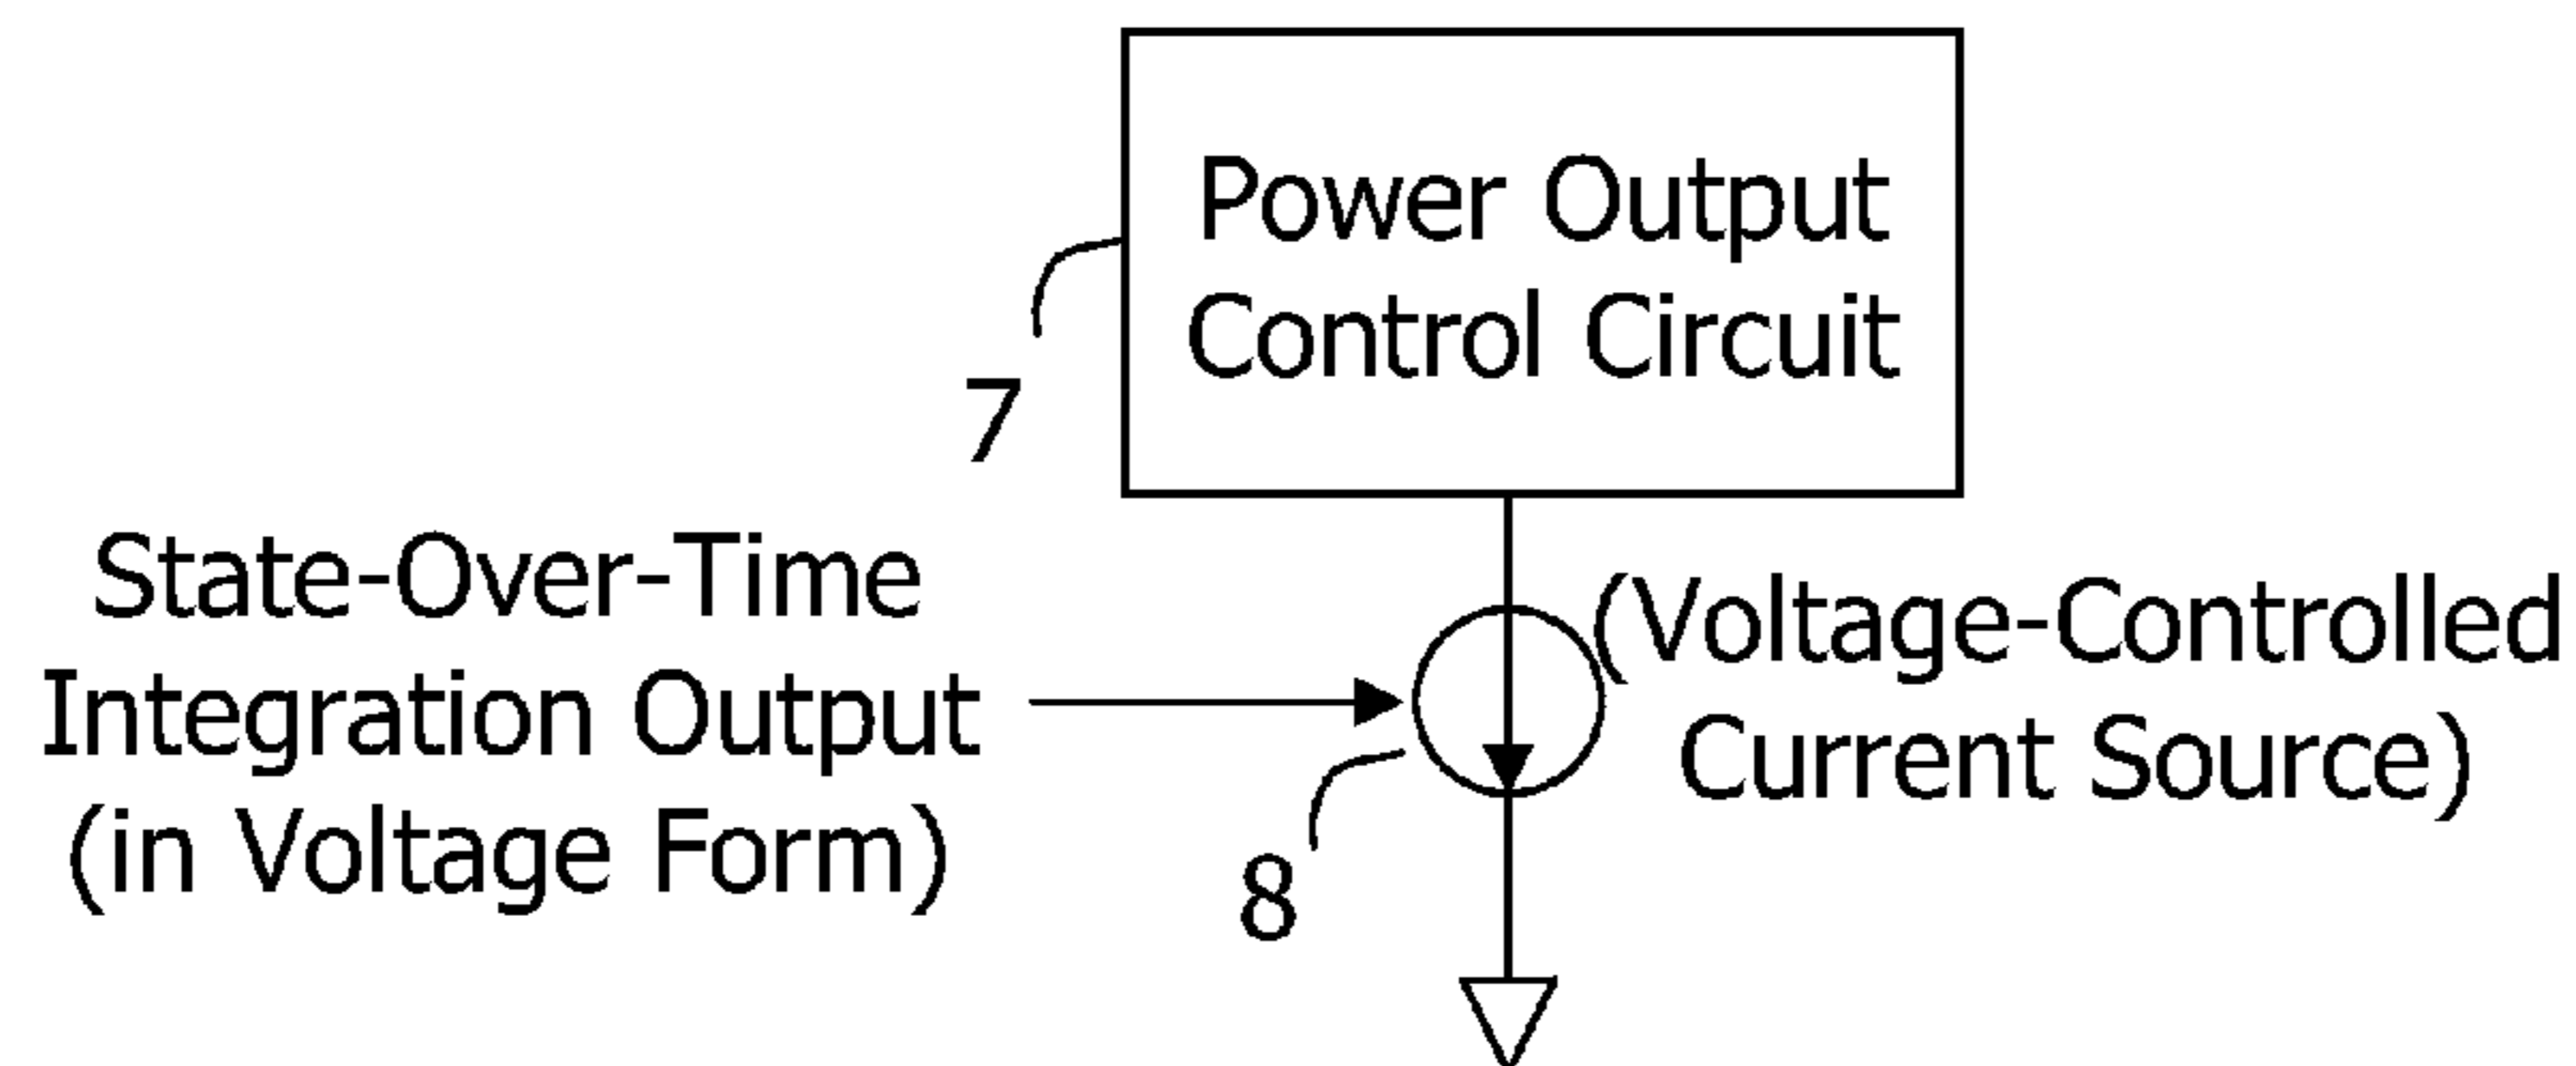 Power Output
Control Circuit
7
State-Over-Time
Integration Output
(in Voltage Form)
(Voltage-Controlled
Current Source)
8